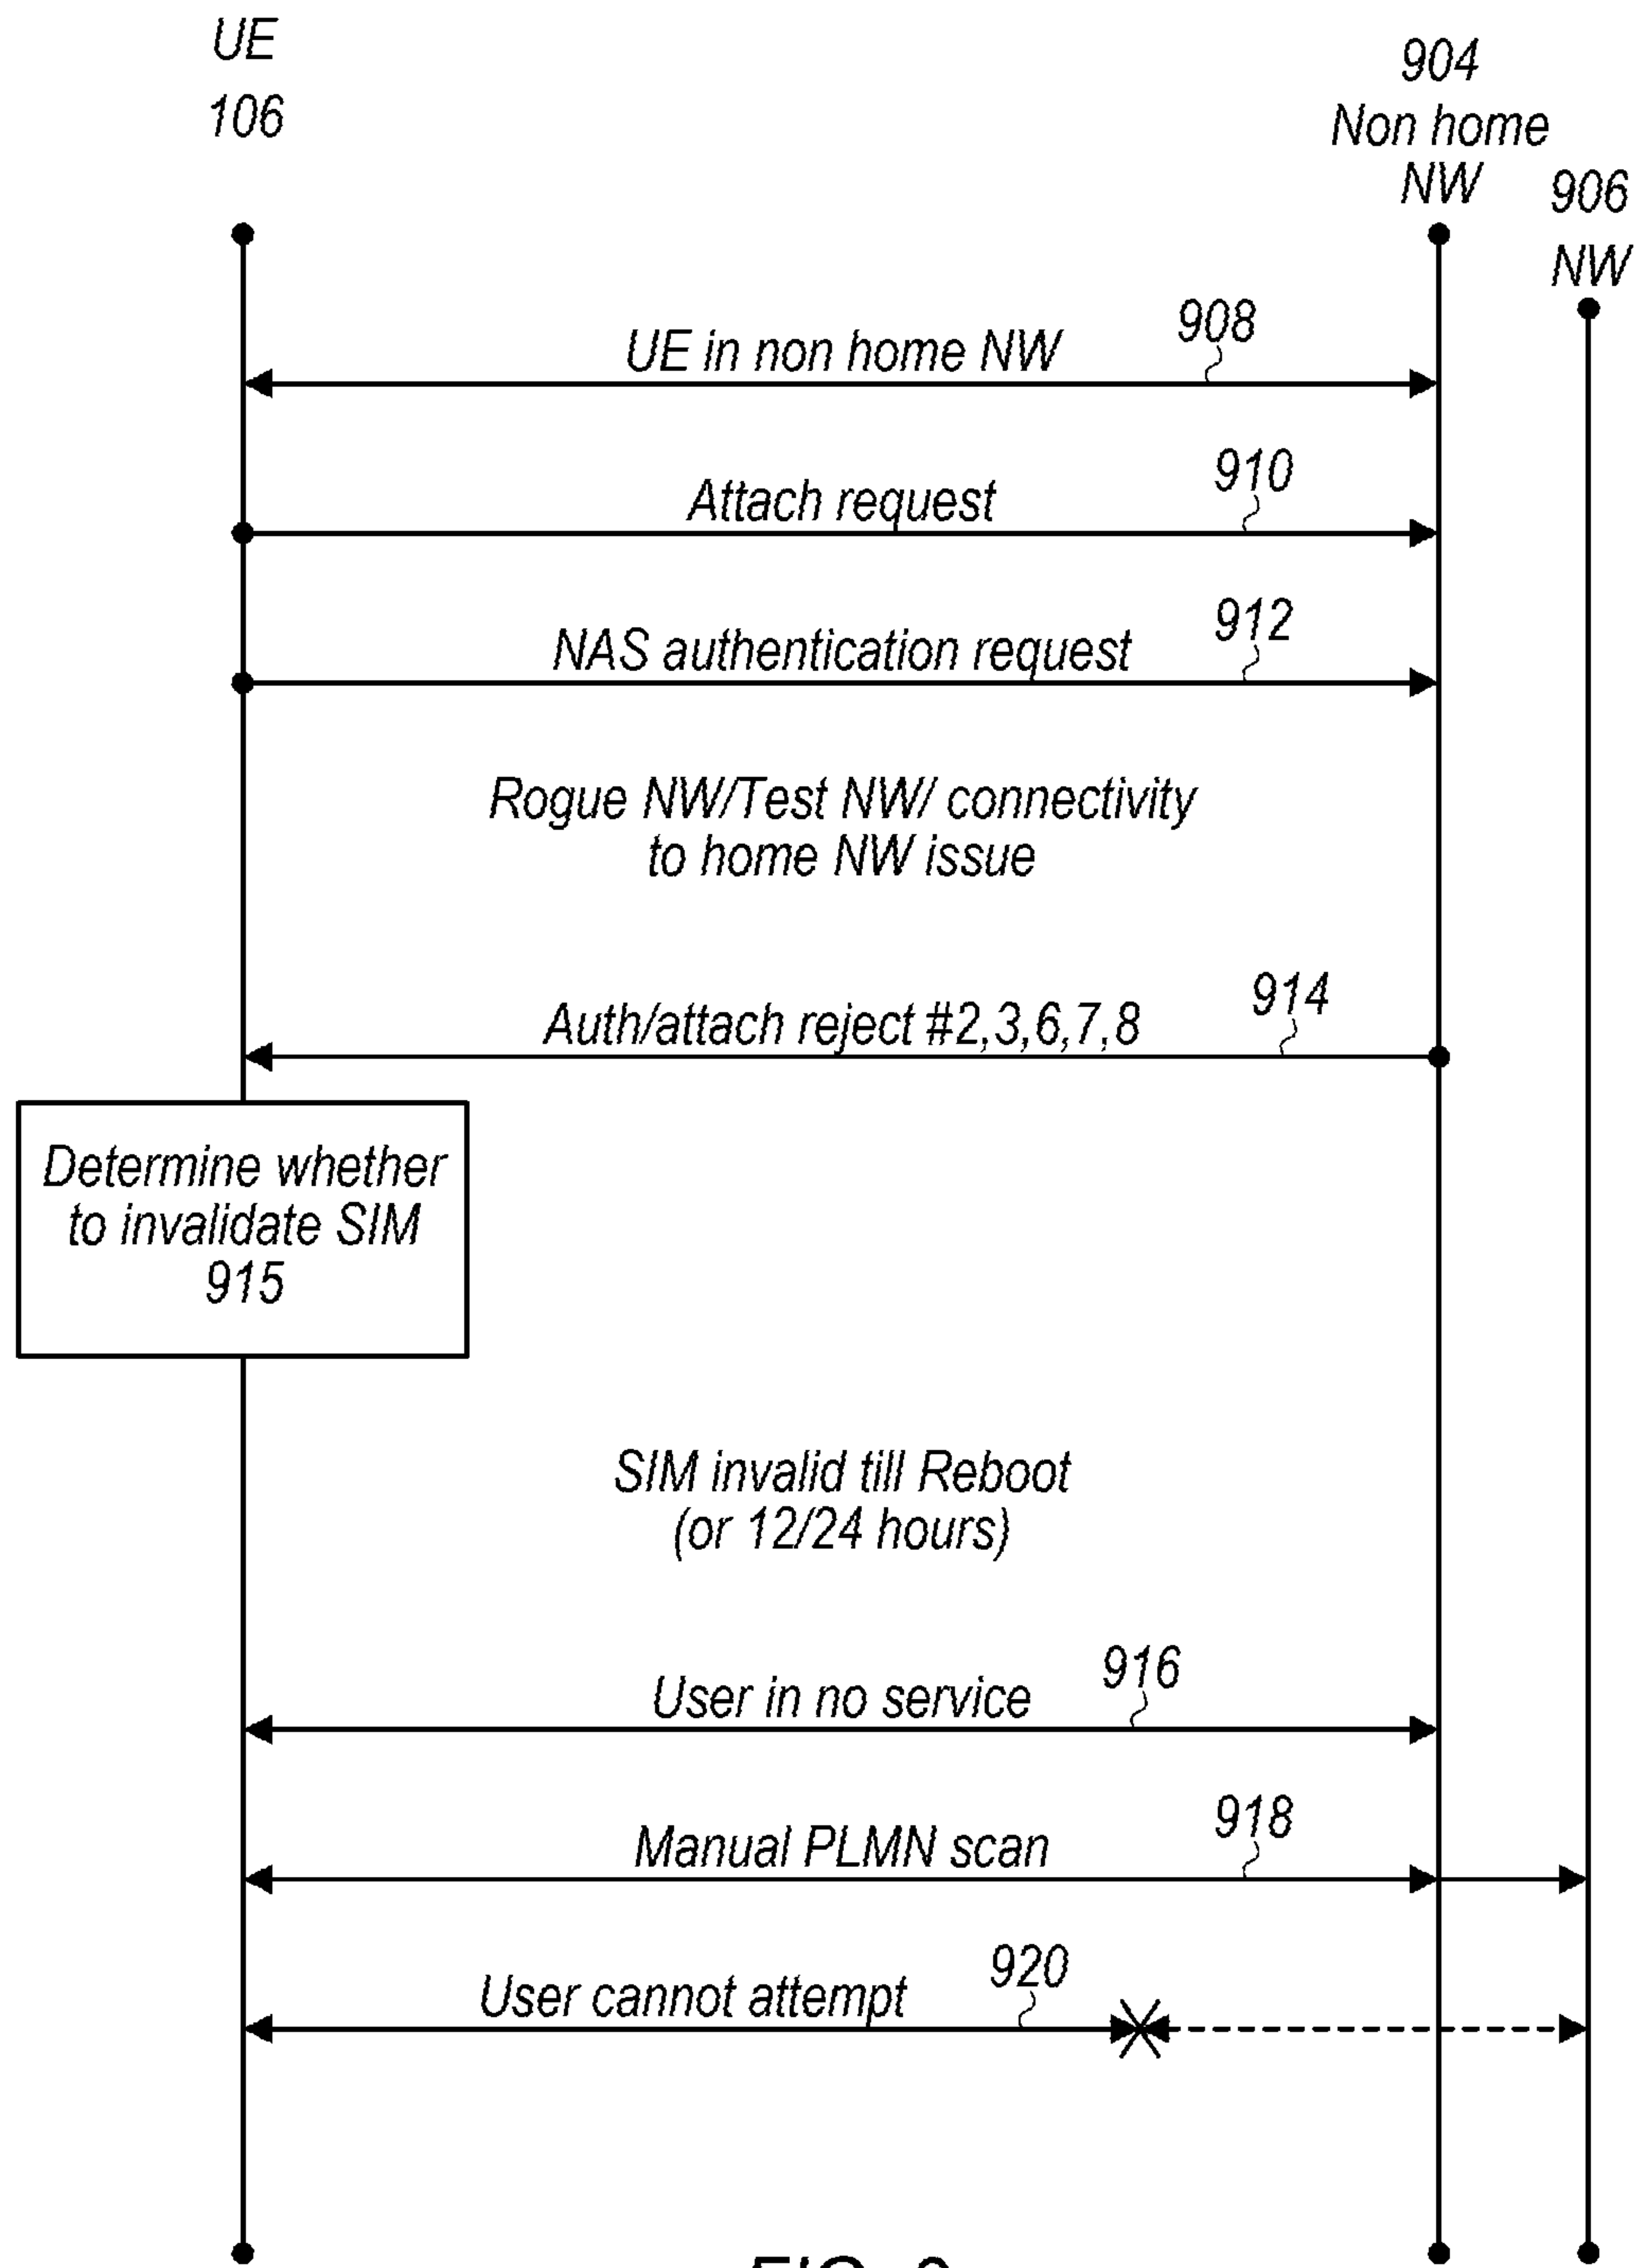 UE
106
904
Non home
NW
906
NW
UE in non home NW
908
Attach request
910
NAS authentication request
912
Rogue NW/Test NW/ connectivity
to home NW issue
Auth/attach reject #2,3,6,7,8
914
Determine whether
to invalidate SIM
915
SIM invalid till Reboot
(or 12/24 hours)
User in no service
916
Manual PLMN scan
918
User cannot attempt
920